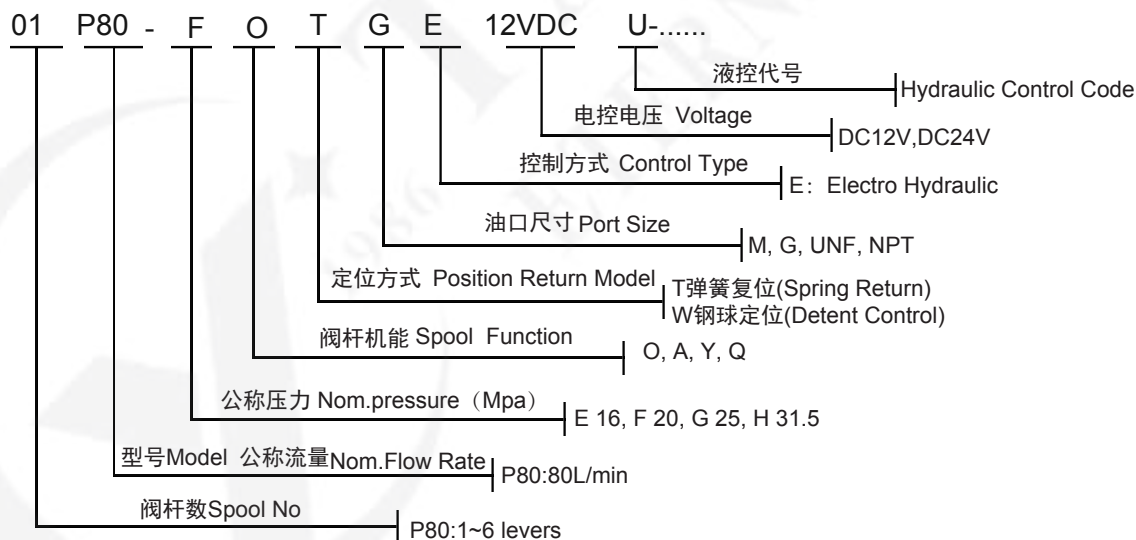 01 P80 - F O T G E 12VDC U-......
液控代号
Hydraulic Control Code
电控电压 Voltage
DC12V,DC24V
控制方式 Control Type
E：Electro Hydraulic
油口尺寸 Port Size
M, G, UNF, NPT
定位方式 Position Return Model
T弹簧复位(Spring Return)
W钢球定位(Detent Control)
阀杆机能 Spool Function
O, A, Y, Q
公称压力 Nom.pressure（Mpa）
E 16, F 20, G 25, H 31.5
型号Model 公称流量Nom.Flow Rate
P80:80L/min
阀杆数Spool No
P80:1~6 levers
1986